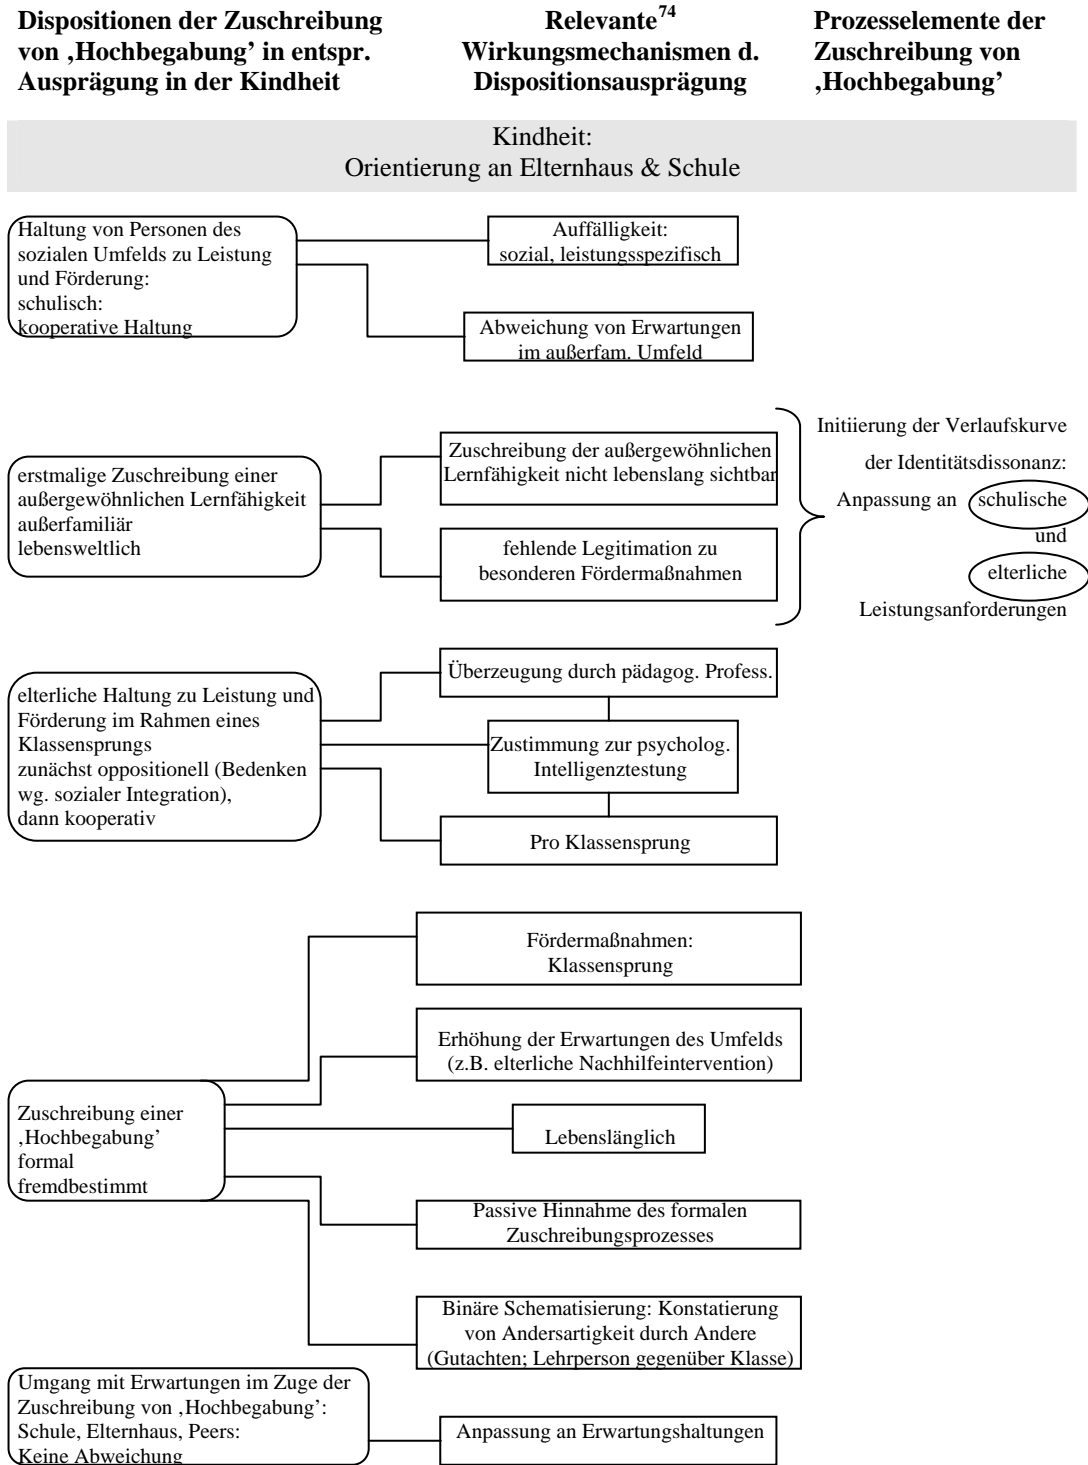 Dispositionen der Zuschreibung
von ‚Hochbegabung’ in entspr.
Ausprägung in der Kindheit
Relevante74
Wirkungsmechanismen d.
Dispositionsausprägung
Prozesselemente der
Zuschreibung von
‚Hochbegabung’
Kindheit:
Orientierung an Elternhaus & Schule
Haltung von Personen des
sozialen Umfelds zu Leistung
und Förderung:
schulisch:
kooperative Haltung
Auffälligkeit:
sozial, leistungsspezifisch
Abweichung von Erwartungen
im außerfam. Umfeld
erstmalige Zuschreibung einer
außergewöhnlichen Lernfähigkeit
außerfamiliär
lebensweltlich
Zuschreibung der außergewöhnlichen
Lernfähigkeit nicht lebenslang sichtbar
fehlende Legitimation zu
besonderen Fördermaßnahmen
Initiierung der Verlaufskurve
der Identitätsdissonanz:
Anpassung an schulische
und
elterliche
Leistungsanforderungen
elterliche Haltung zu Leistung und
Förderung im Rahmen eines
Klassensprungs
zunächst oppositionell (Bedenken
wg. sozialer Integration),
dann kooperativ
Überzeugung durch pädagog. Profess.
Zustimmung zur psycholog.
Intelligenztestung
Pro Klassensprung
Zuschreibung einer
‚Hochbegabung’
formal
fremdbestimmt
Fördermaßnahmen:
Klassensprung
Erhöhung der Erwartungen des Umfelds
(z.B. elterliche Nachhilfeintervention)
Lebenslänglich
Passive Hinnahme des formalen
Zuschreibungsprozesses
Binäre Schematisierung: Konstatierung
von Andersartigkeit durch Andere
(Gutachten; Lehrperson gegenüber Klasse)
Umgang mit Erwartungen im Zuge der
Zuschreibung von ‚Hochbegabung’:
Schule, Elternhaus, Peers:
Keine Abweichung
Anpassung an Erwartungshaltungen